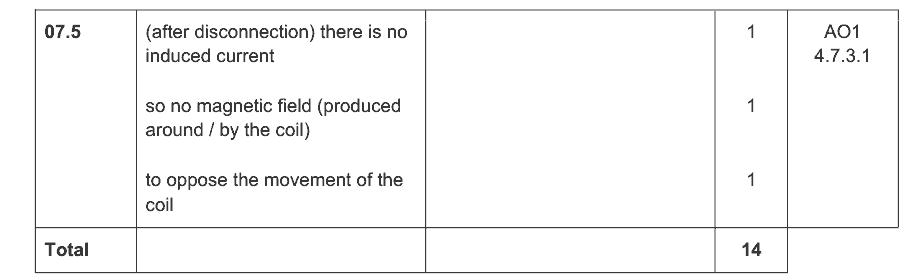 07.5 (after disconnection) there is no 1 AO1
induced current 4.7.3.1
so no magnetic field (produced 1
around / by the coil)
to oppose the movement of the 1
coil
Total 14